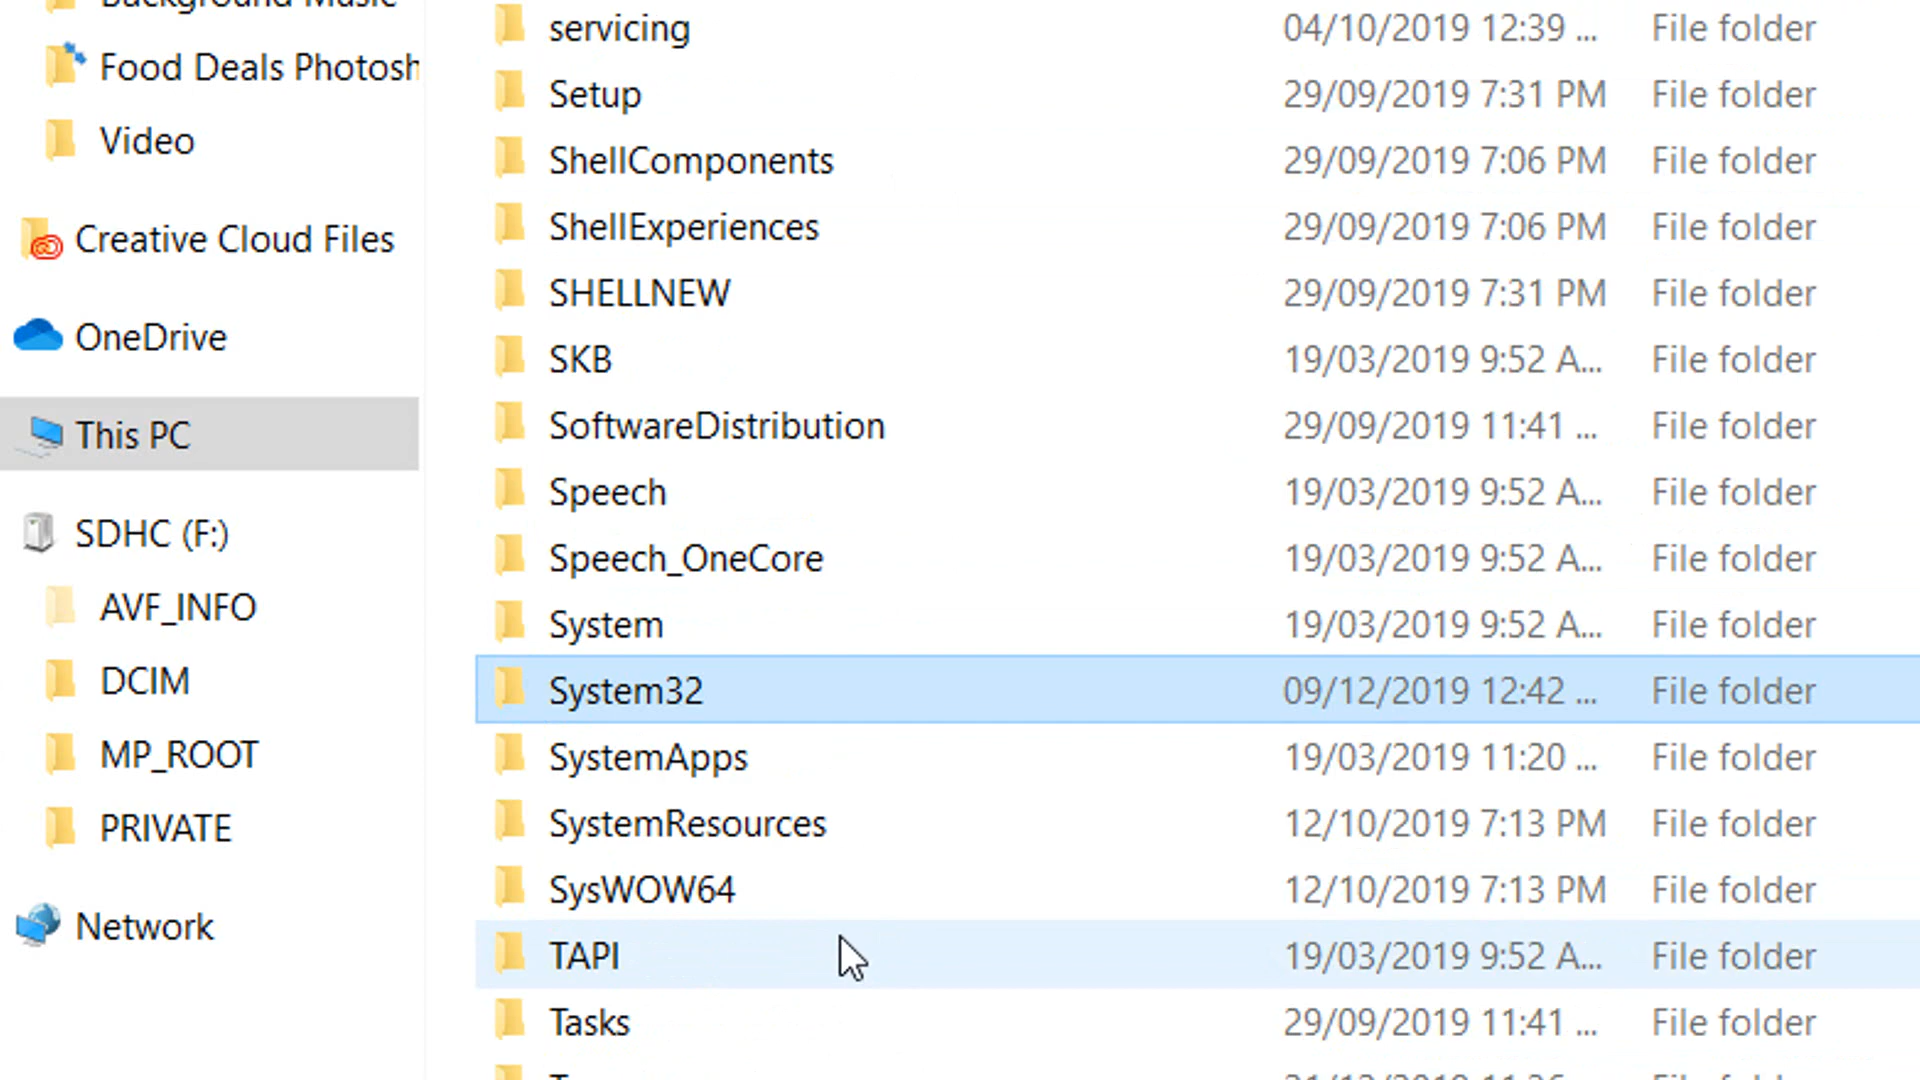 Background Music
Food Deals Photosh
Video
Creative Cloud Files
OneDrive
This PC
SDHC (F:)
AVF_INFO
DCIM
MP_ROOT
PRIVATE
Network
servicing 04/10/2019 12:39 ... File folder
Setup 29/09/2019 7:31 PM File folder
ShellComponents 29/09/2019 7:06 PM File folder
ShellExperiences 29/09/2019 7:06 PM File folder
SHELLNEW 29/09/2019 7:31 PM File folder
SKB 19/03/2019 9:52 A... File folder
SoftwareDistribution 29/09/2019 11:41 ... File folder
Speech 19/03/2019 9:52 A... File folder
Speech_OneCore 19/03/2019 9:52 A... File folder
System 19/03/2019 9:52 A... File folder
System32 09/12/2019 12:42 ... File folder
SystemApps 19/03/2019 11:20 ... File folder
SystemResources 12/10/2019 7:13 PM File folder
SysWOW64 12/10/2019 7:13 PM File folder
TAPI 19/03/2019 9:52 A... File folder
Tasks 29/09/2019 11:41 ... File folder